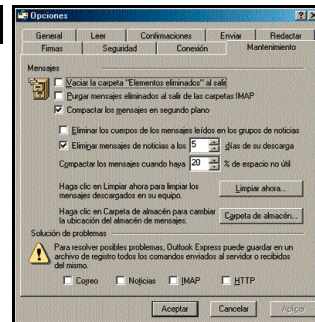 Opciones
General Leer Confirmaciones Enviar Redactar
Firmas Seguridad Conexión Mantenimiento
Mensajes
Vaciar la carpeta "Elementos eliminados" al salir
Purgar mensajes eliminados al salir de las carpetas IMAP
Compactar los mensajes en segundo plano
Eliminar los cuerpos de los mensajes leídos en los grupos de noticias
Eliminar mensajes de noticias a los 5 días de su descarga
Compactar los mensajes cuando haya 20 % de espacio no útil
Haga clic en Limpiar ahora para limpiar los
mensajes descargados en su equipo.
Limpiar ahora...
Haga clic en Carpeta de almacén para cambiar
la ubicación del almacén de mensajes.
Carpeta de almacén...
Solución de problemas
Para resolver posibles problemas, Outlook Express puede guardar en un
archivo de registro todos los comandos enviados al servidor o recibidos
del mismo.
Correo Noticias IMAP HTTP
Aceptar Cancelar Aplicar